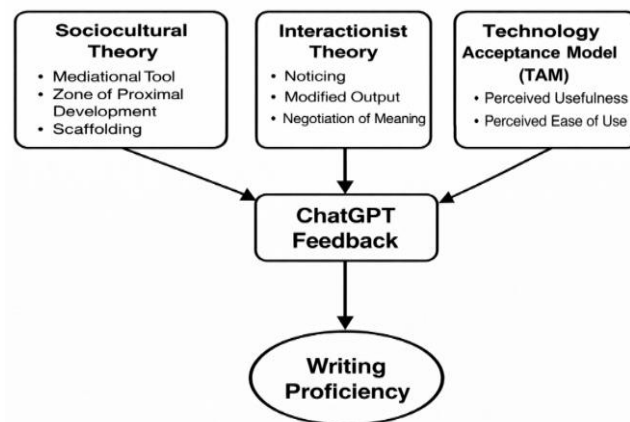 Sociocultural
Theory
• Mediational Tool
• Zone of Proximal
Development
• Scaffolding
Interactionist
Theory
• Noticing
• Modified Output
• Negotiation of Meaning
Technology
Acceptance Model
(TAM)
• Perceived Usefulness
• Perceived Ease of Use
ChatGPT
Feedback
Writing
Proficiency